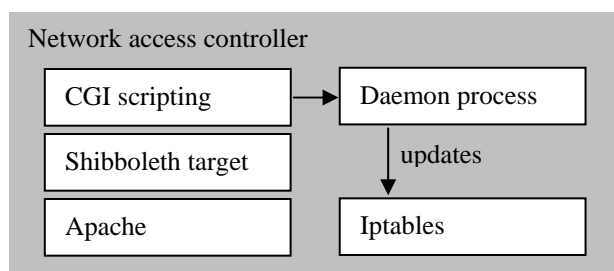 Network access controller
CGI scripting
Daemon process
Shibboleth target
updates
Apache
Iptables